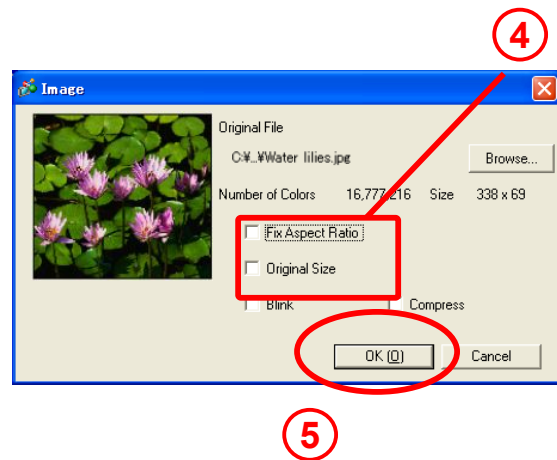 ④
Image
Original File
C:¥...¥Water lilies.jpg
Browse...
Number of Colors 16,777,216 Size 338 x 69
Fix Aspect Ratio
Original Size
Blink Compress
OK (O) Cancel
⑤